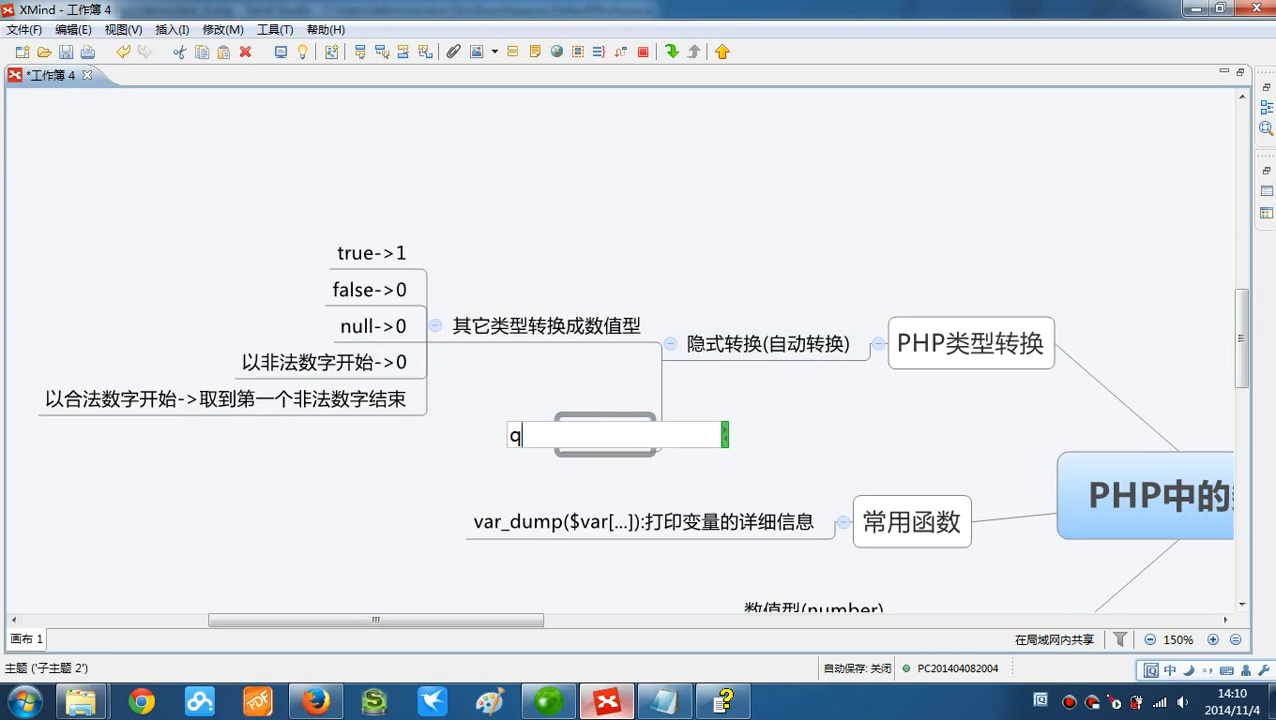 XMind - 工作簿 4
文件(F) 编辑(E) 视图(V) 插入(I) 修改(M) 工具(T) 帮助(H)
*工作簿 4
true->1
false->0
null->0
以非法数字开始->0
以合法数字开始->取到第一个非法数字结束
其它类型转换成数值型
隐式转换(自动转换)
PHP类型转换
q
var_dump($var[...]):打印变量的详细信息
常用函数
PHP中的
数值型(number)
画布 1
在局域网内共享
150%
主题 ('子主题 2')
自动保存: 关闭
PC201404082004
中
14:10
2014/11/4